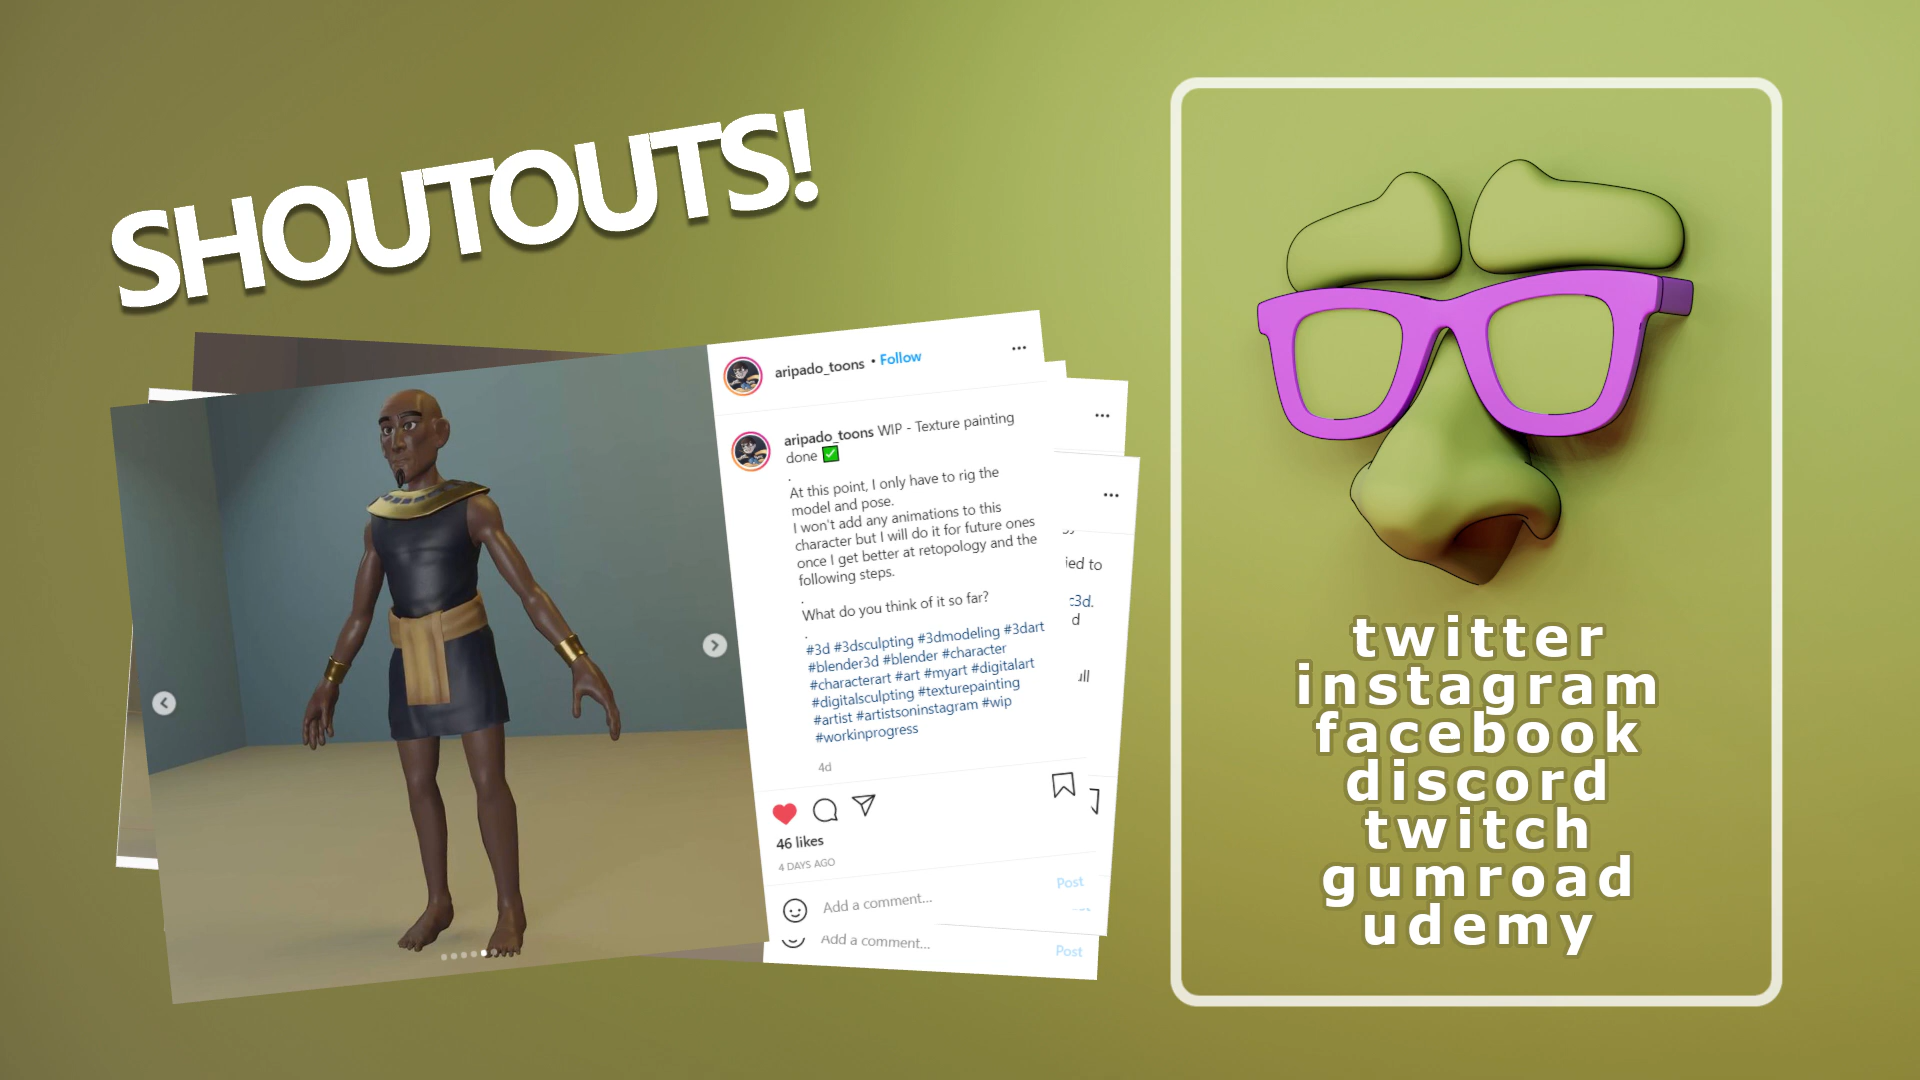 SHOUTOUTS!
aripado_toons • Follow
aripado_toons WIP - Texture painting
done ✅
.
At this point, I only have to rig the
model and pose.
I won't add any animations to this
character but I will do it for future ones
once I get better at retopology and the
following steps.
.
What do you think of it so far?
.
#3d #3dsculpting #3dmodeling #3dart
#blender3d #blender #character
#characterart #art #myart #digitalart
#digitalsculpting #texturepainting
#artist #artistsoninstagram #wip
#workinprogress
4d
46 likes
4 DAYS AGO
Add a comment... Post
Add a comment... Post
twitter
instagram
facebook
discord
twitch
gumroad
udemy